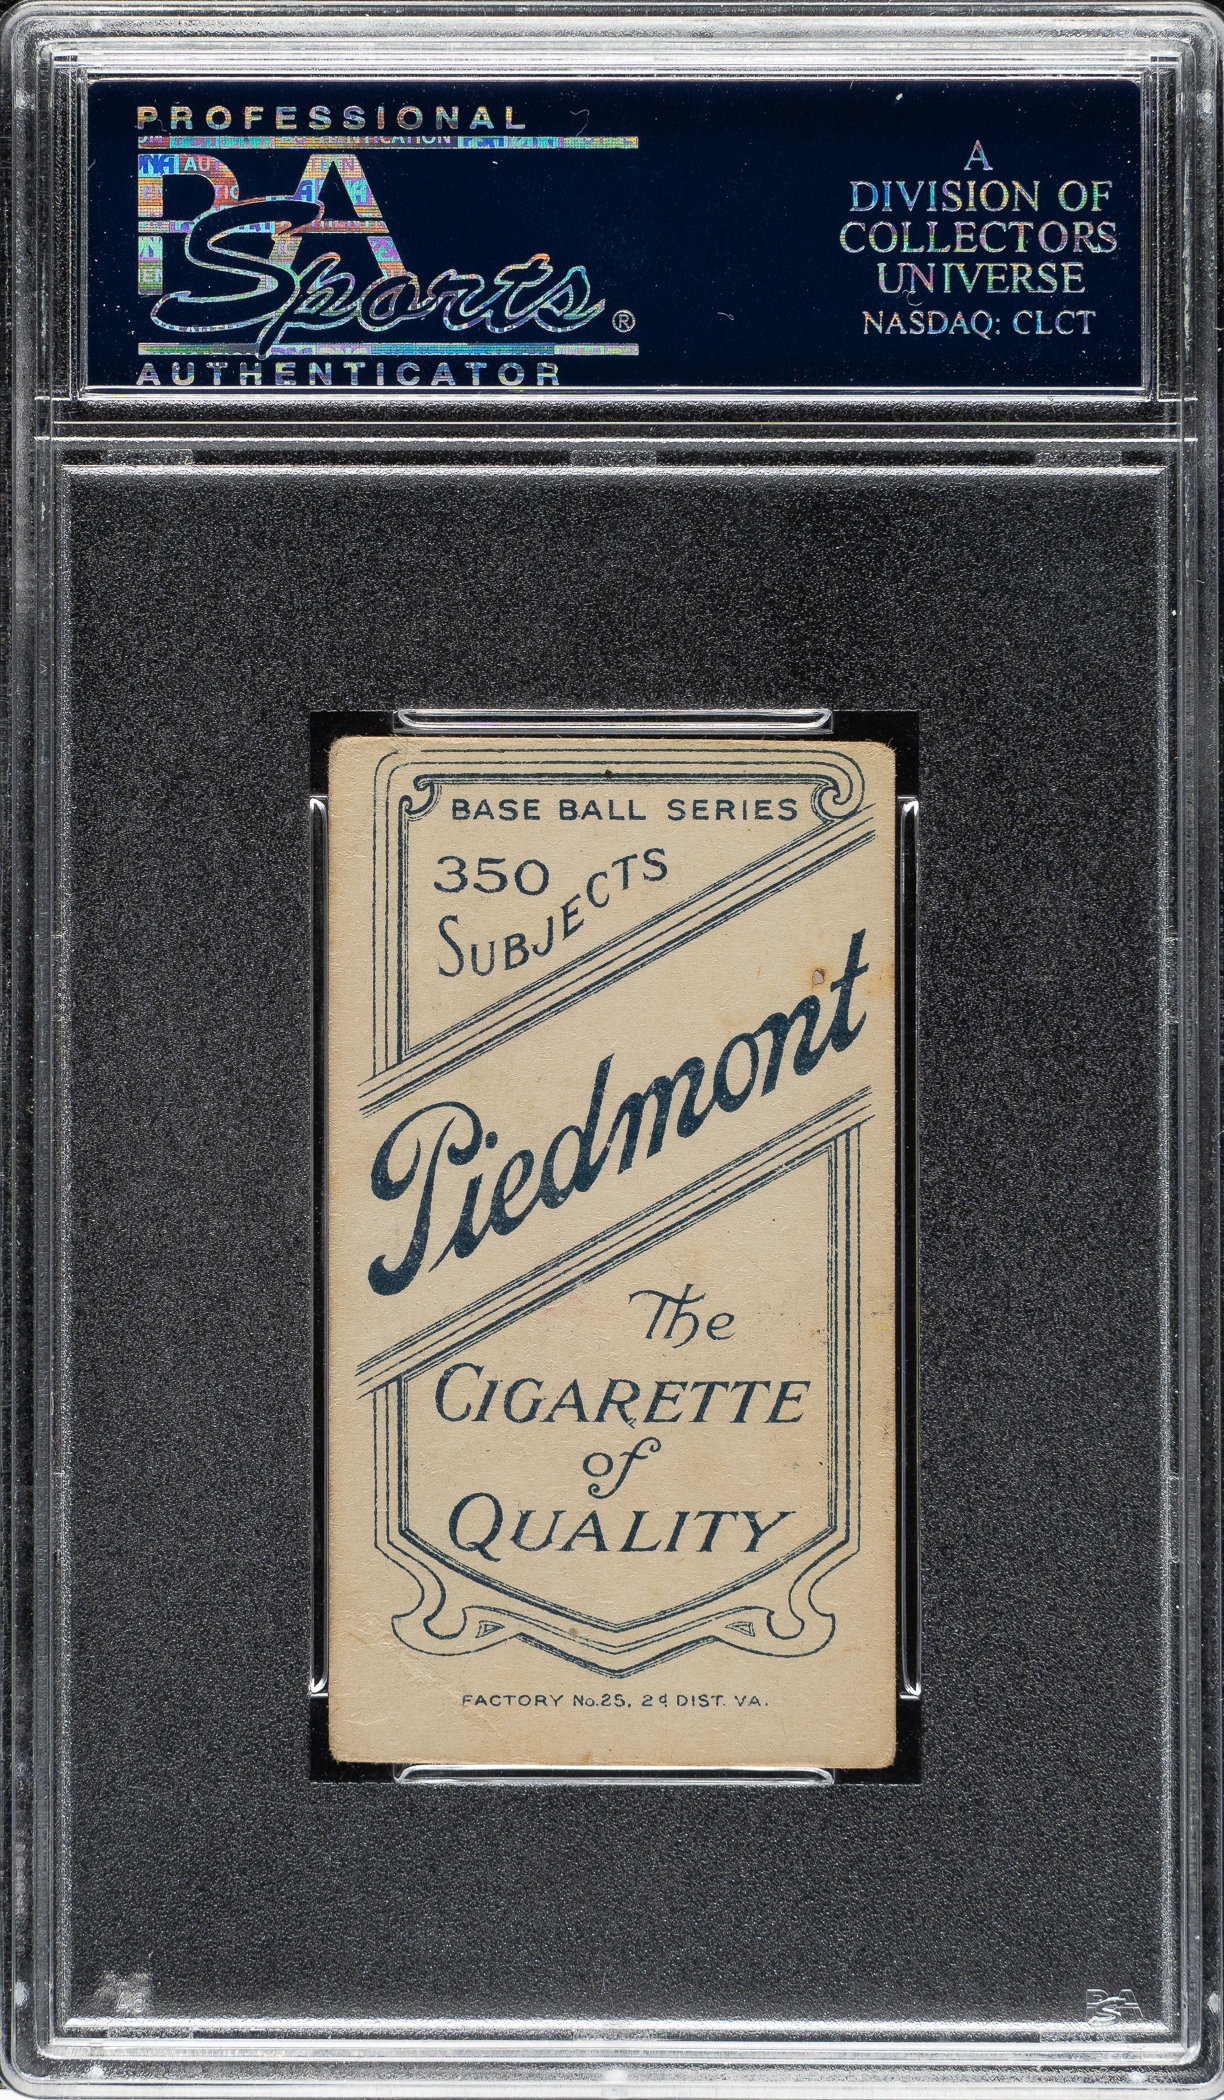 PROFESSIONAL
PSA
Sports®
AUTHENTICATOR
A
DIVISION OF
COLLECTORS
UNIVERSE
NASDAQ: CLCT
BASE BALL SERIES
350
SUBJECTS
Piedmont
The
CIGARETTE
of
QUALITY
FACTORY No.25, 2d DIST. VA.
PSA